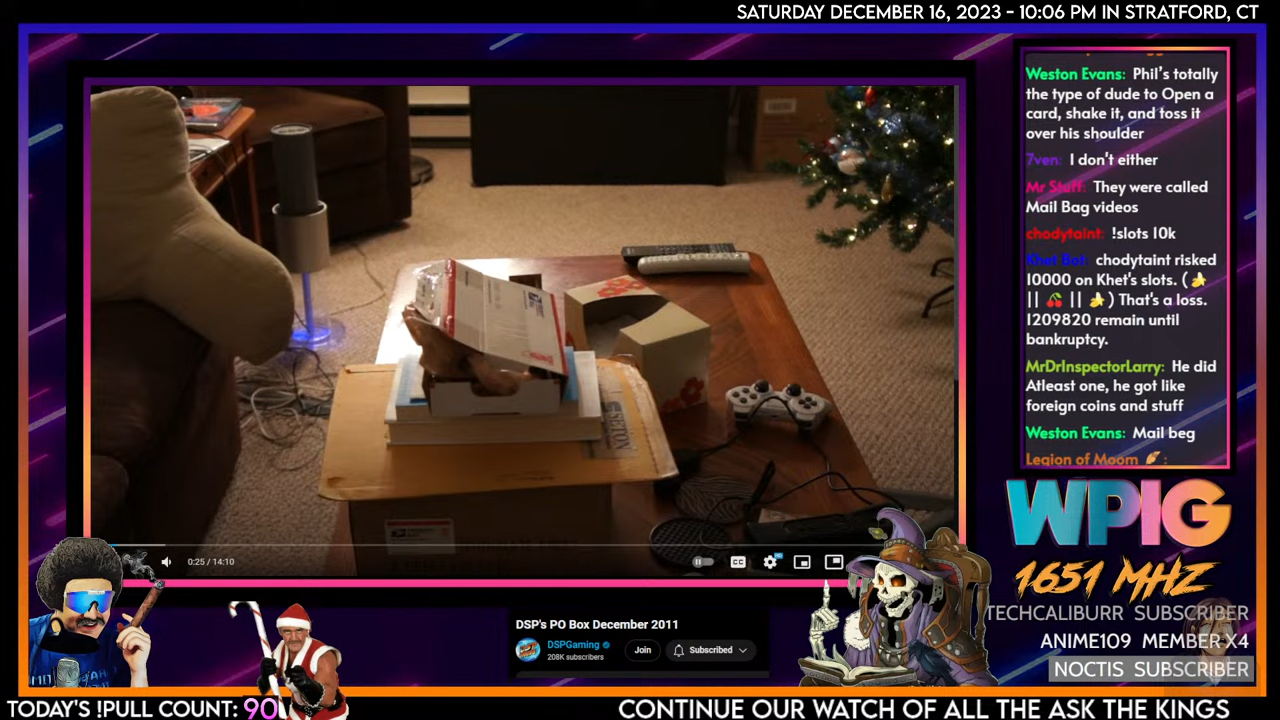 SATURDAY DECEMBER 16, 2023 - 10:06 PM IN STRATFORD, CT
Weston Evans: Phil's totally
the type of dude to Open a
card, shake it, and toss it
over his shoulder
7ven: I don't either
Mr Stuff: They were called
Mail Bag videos
chodytaint: !slots 10k
Khet Bot: chodytaint risked
10000 on Khet's slots. (🍌
|| 🍒 || 🍌) That's a loss.
1209820 remain until
bankruptcy.
MrDrInspectorLarry: He did
Atleast one, he got like
foreign coins and stuff
Weston Evans: Mail beg
Legion of Moom :
SETON
0:25 / 14:10
CC
HD
WPIG
1651 MHZ
TECHCALIBURR SUBSCRIBER
ANIME109 MEMBER X4
NOCTIS SUBSCRIBER
DSP's PO Box December 2011
DSPGaming
208K subscribers
Join
Subscribed
TODAY'S !PULL COUNT: 90
CONTINUE OUR WATCH OF ALL THE ASK THE KINGS